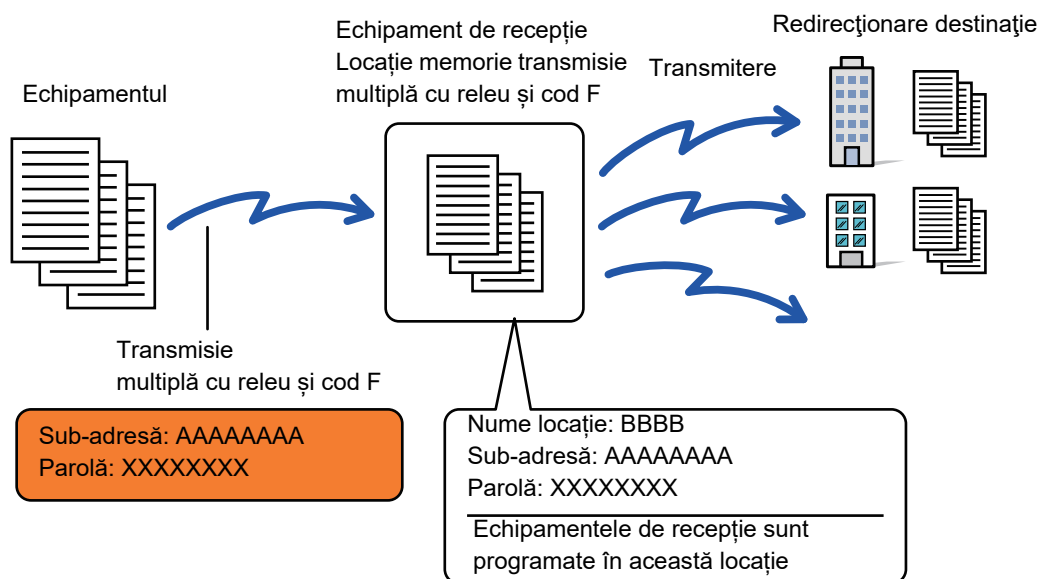 Echipamentul
Echipament de recepție
Locație memorie transmisie
multiplă cu releu și cod F
Transmitere
Redirecţionare destinaţie
Transmisie
multiplă cu releu și cod F
Sub-adresă: AAAAAAAA
Parolă: XXXXXXXX
Nume locație: BBBB
Sub-adresă: AAAAAAAA
Parolă: XXXXXXXX
Echipamentele de recepție sunt
programate în această locație